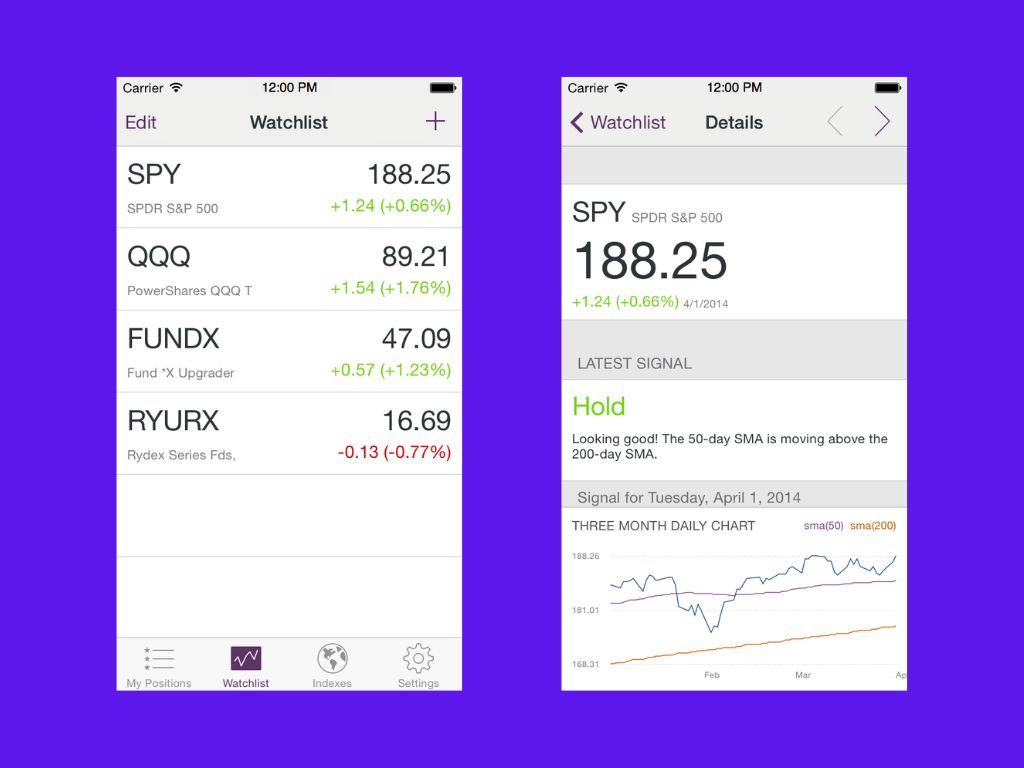 Carrier 12:00 PM
Edit Watchlist +
SPY 188.25
SPDR S&P 500 +1.24 (+0.66%)
QQQ 89.21
PowerShares QQQ T +1.54 (+1.76%)
FUNDX 47.09
Fund *X Upgrader +0.57 (+1.23%)
RYURX 16.69
Rydex Series Fds, -0.13 (-0.77%)
My Positions Watchlist Indexes Settings
Carrier 12:00 PM
Watchlist Details
SPY SPDR S&P 500
188.25
+1.24 (+0.66%) 4/1/2014
LATEST SIGNAL
Hold
Looking good! The 50-day SMA is moving above the
200-day SMA.
Signal for Tuesday, April 1, 2014
THREE MONTH DAILY CHART sma(50) sma(200)
188.26
181.01
168.31
Feb Mar Ap